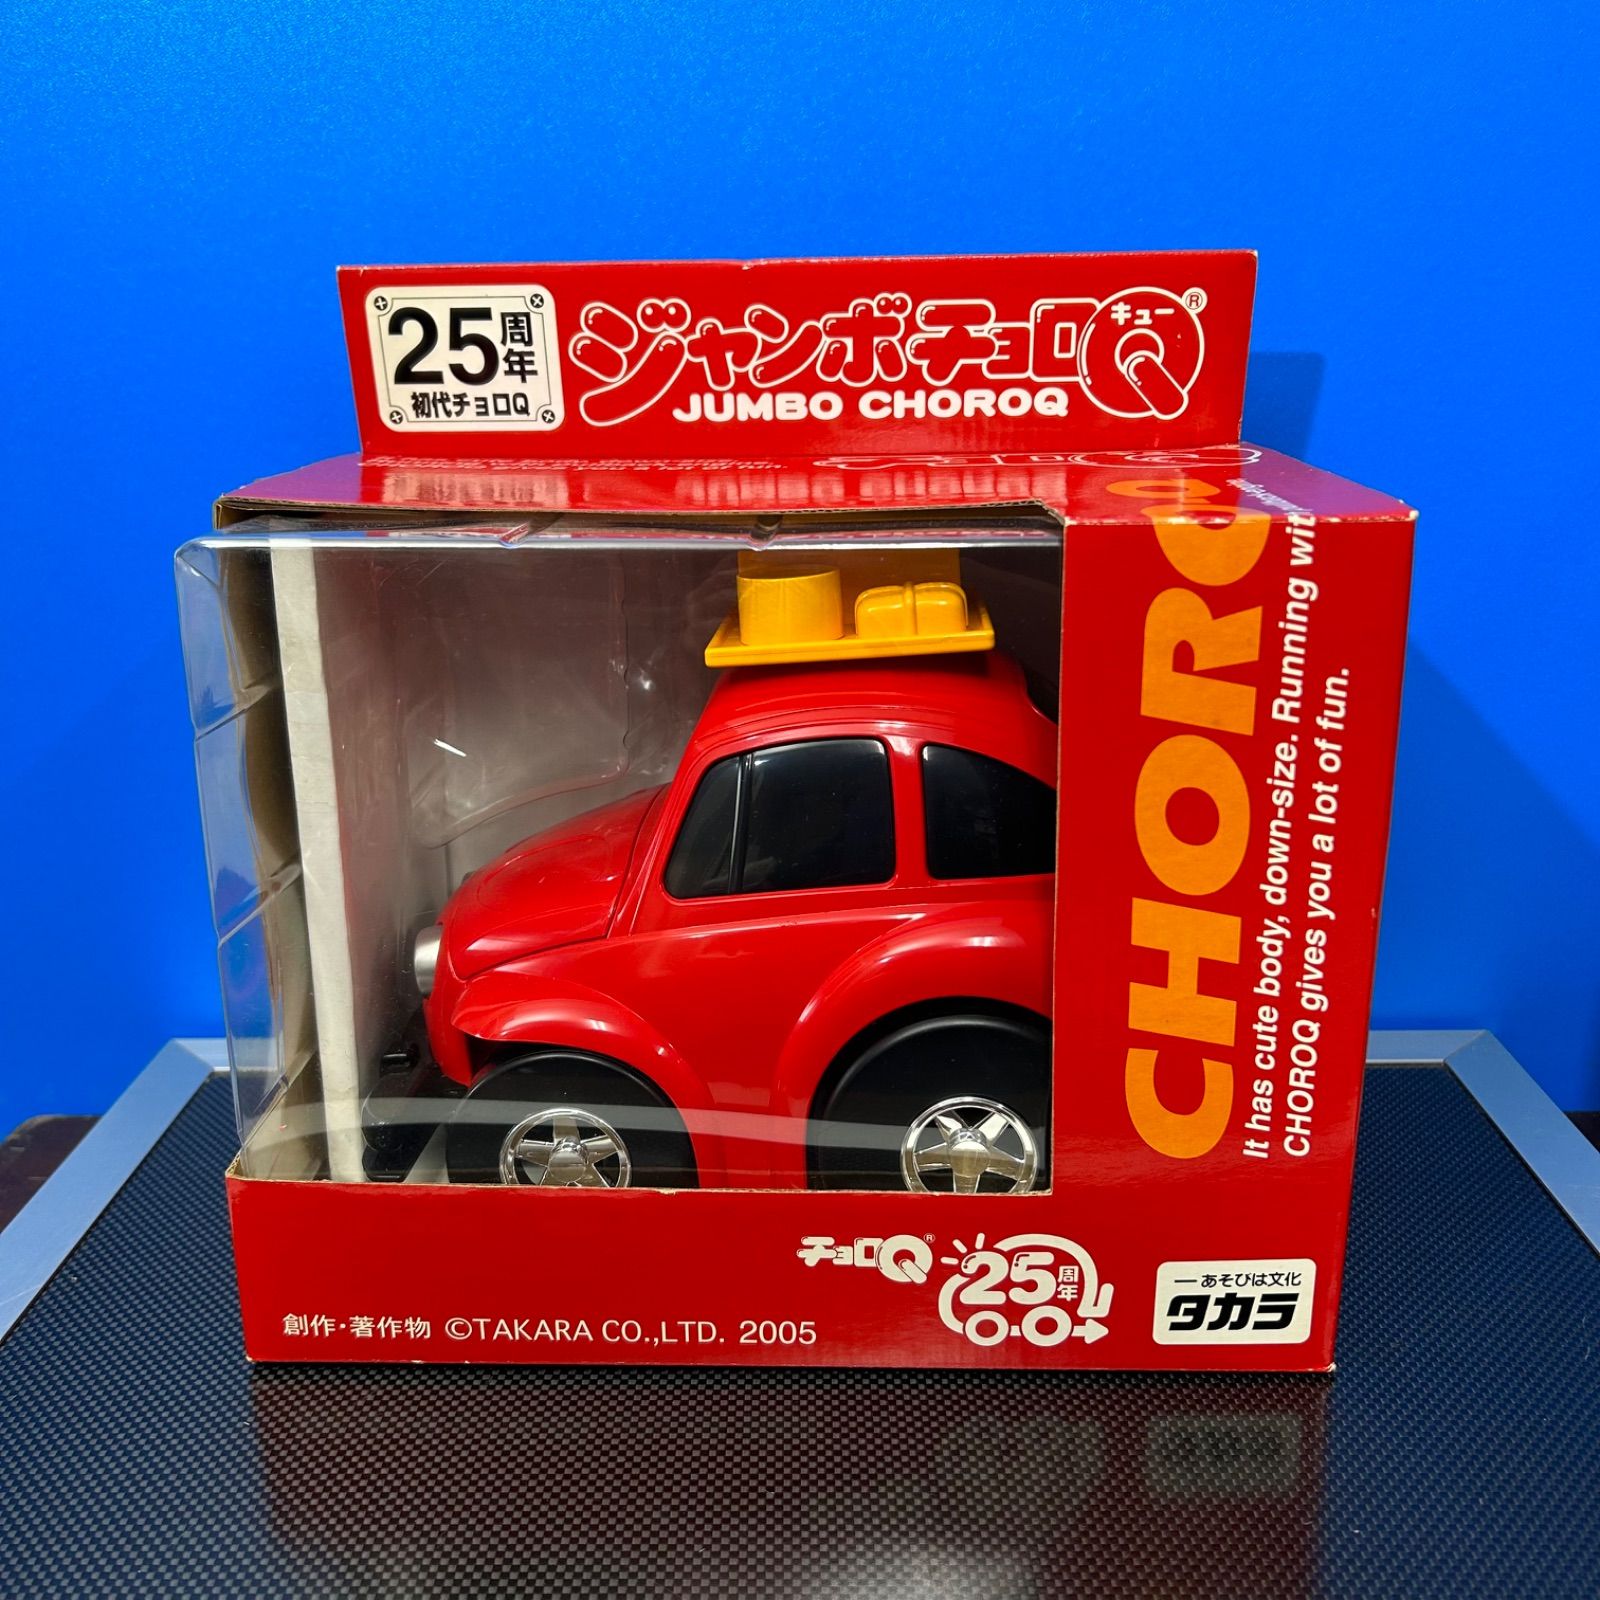 25周年
初代チョロQ
ジャンボチョロQ
キュー
®
JUMBO CHOROQ
CHORO
It has cute body, down-size. Running wit
CHOROQ gives you a lot of fun.
チョロQ®
25周年
創作・著作物 ©TAKARA CO.,LTD. 2005
―あそびは文化
タカラ